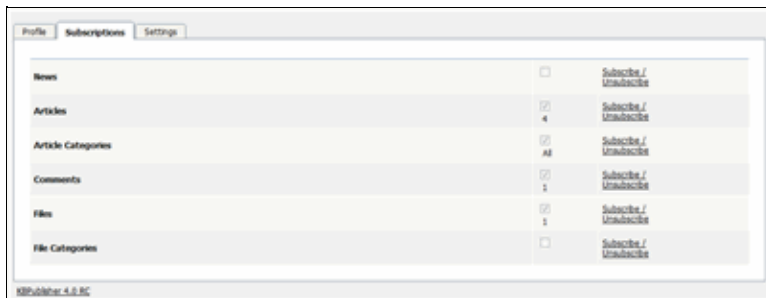 Profile Subscriptions Settings
News Subscribe /
Unsubscribe
Articles Subscribe /
4 Unsubscribe
Article Categories Subscribe /
All Unsubscribe
Comments Subscribe /
1 Unsubscribe
Files Subscribe /
1 Unsubscribe
File Categories Subscribe /
Unsubscribe
KBPublisher 4.0 RC